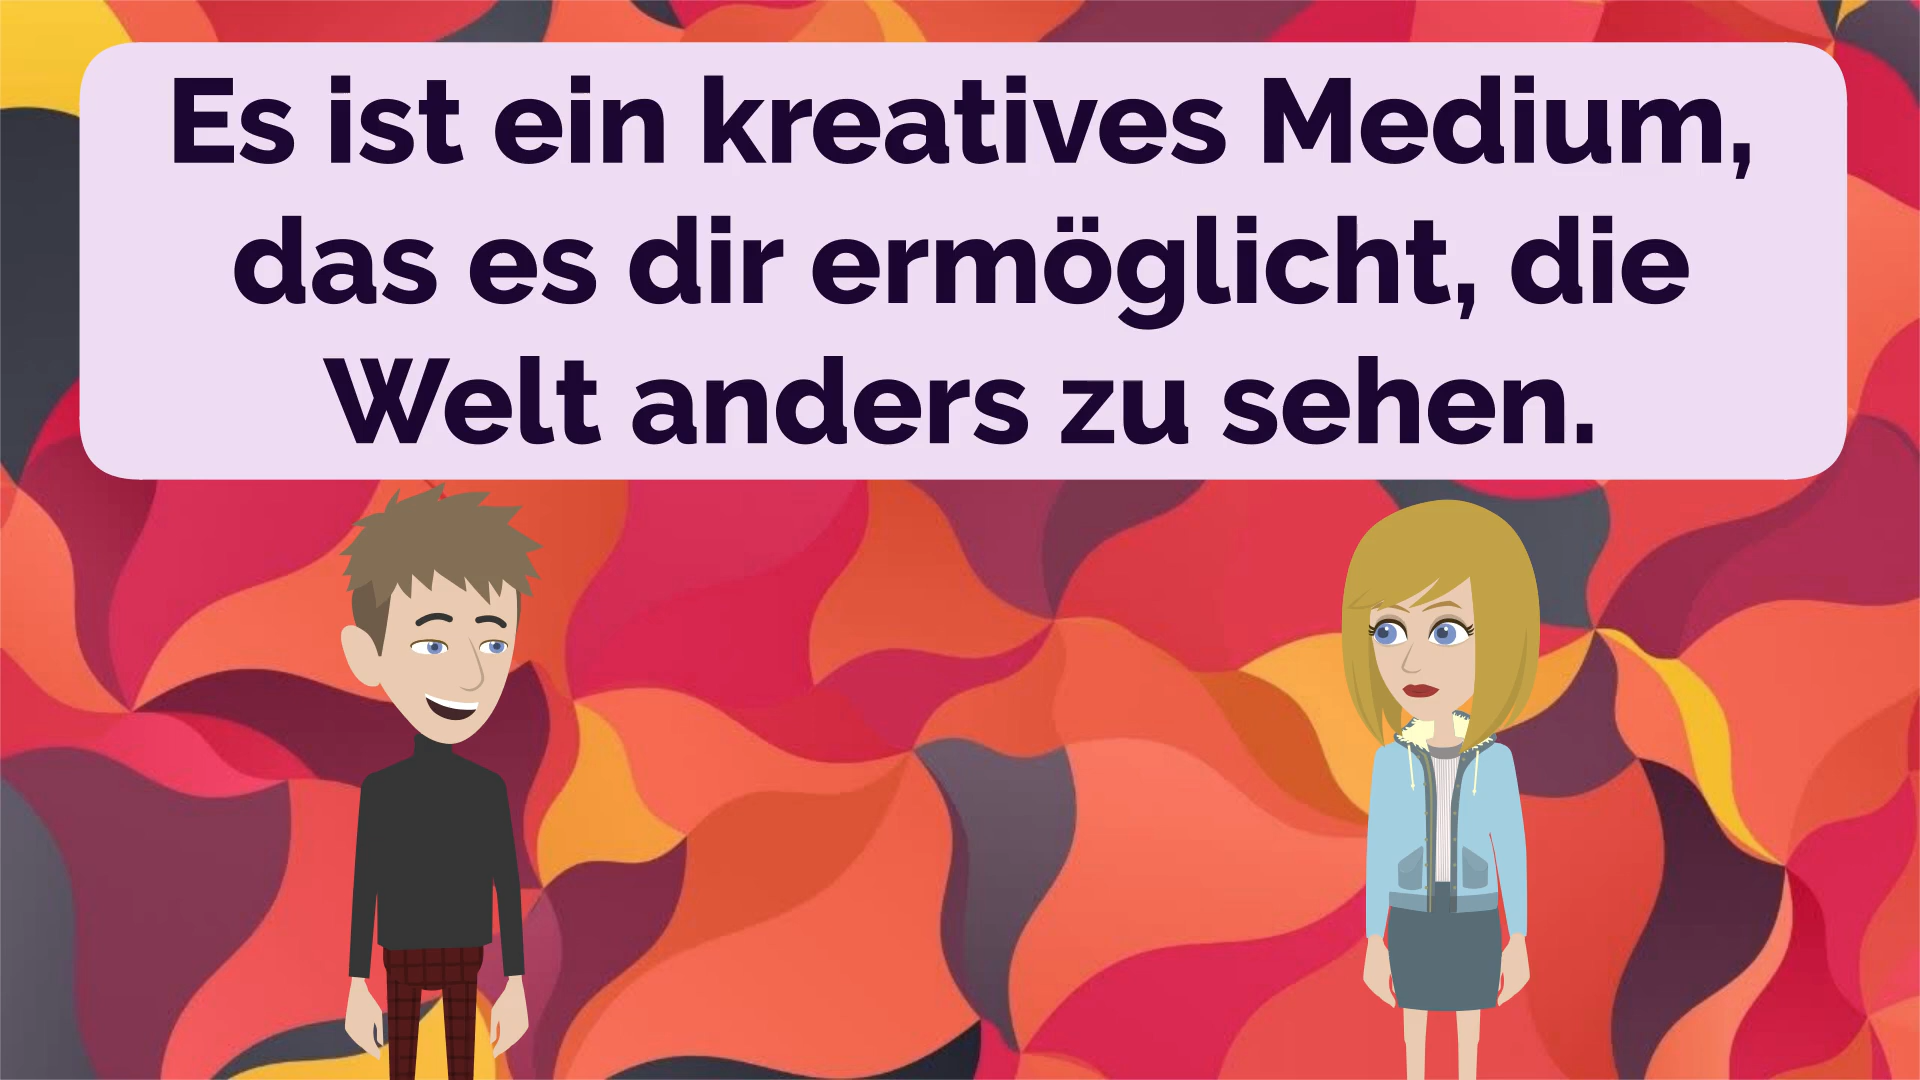 Es ist ein kreatives Medium,
das es dir ermöglicht, die
Welt anders zu sehen.